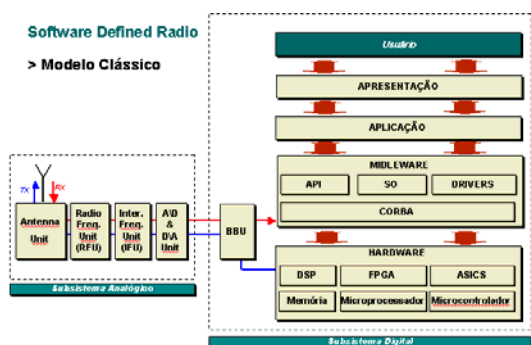 Software Defined Radio
> Modelo Clássico
Usuário
APRESENTAÇÃO
APLICAÇÃO
MIDLEWARE
API
SO
DRIVERS
CORBA
TX
RX
Antenna
Unit
Radio
Freq.
Unit
(RFU)
Inter.
Freq.
Unit
(IFU)
A\D
&
D\A
Unit
BBU
HARDWARE
DSP
FPGA
ASICS
Memória
Microprocessador
Microcontrolador
Subsistema Analógico
Subsistema Digital